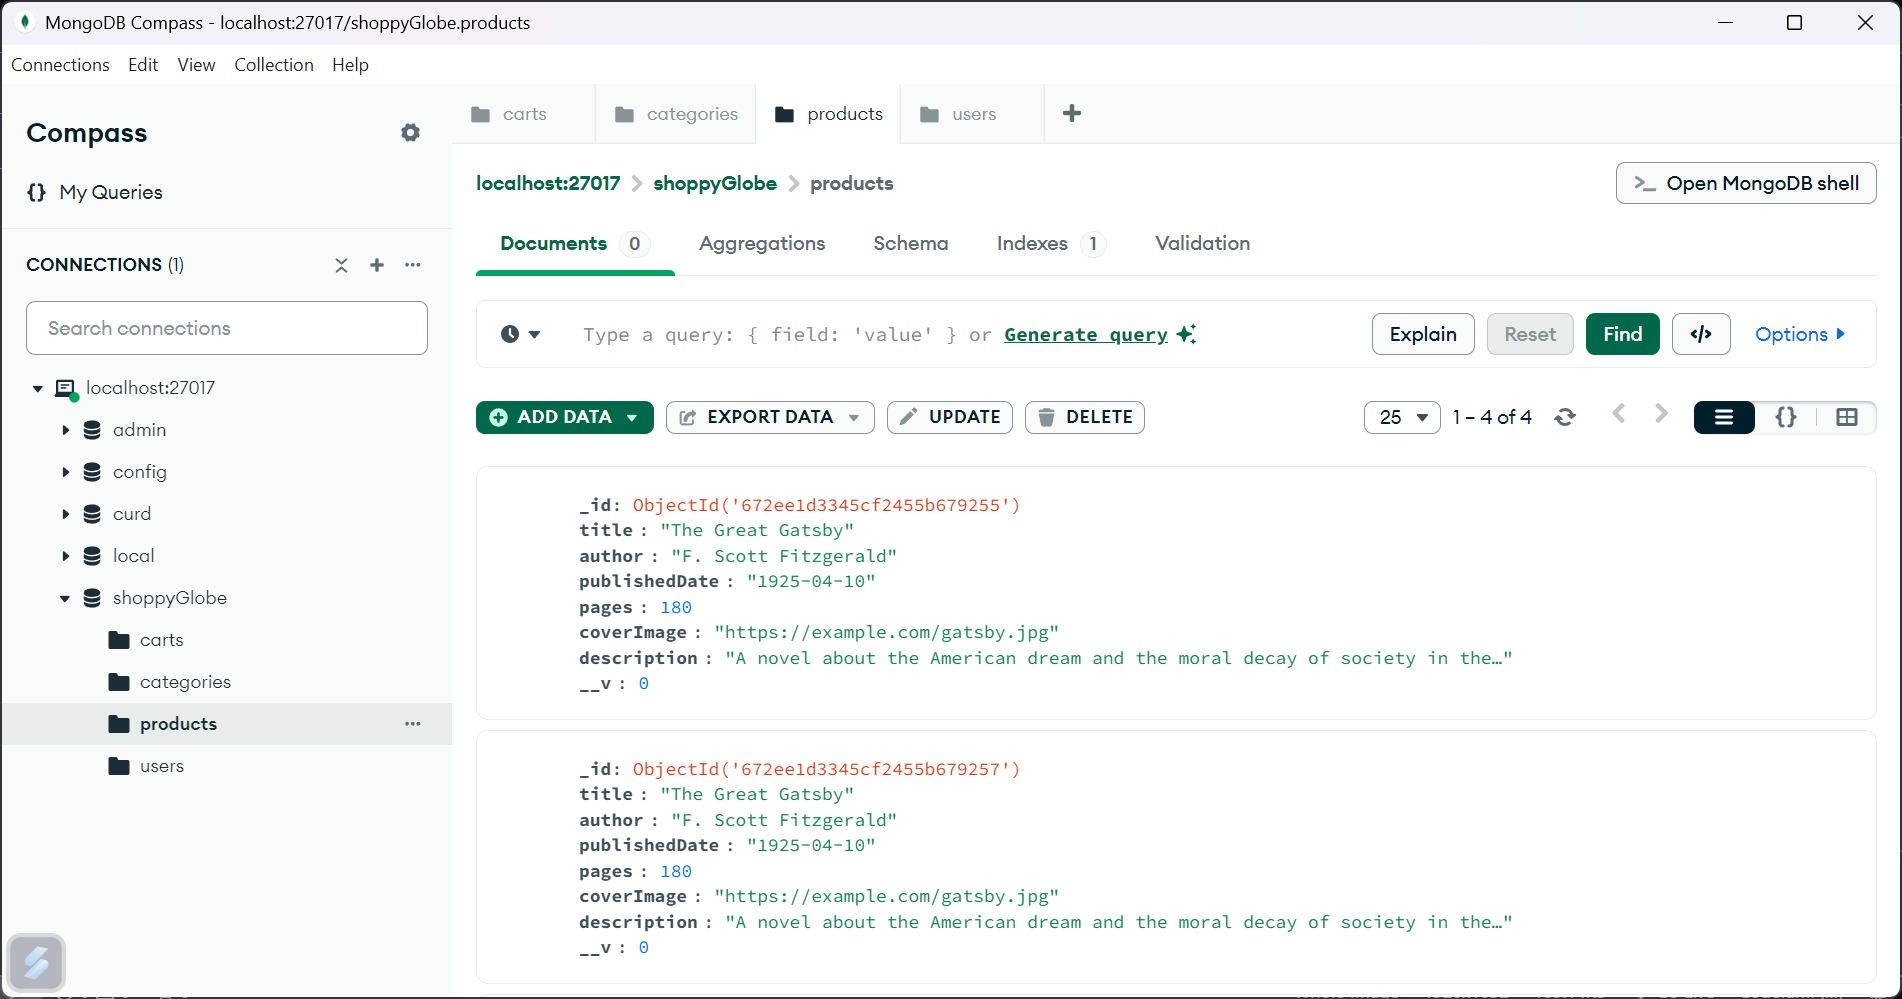 MongoDB Compass - localhost:27017/shoppyGlobe.products
Connections Edit View Collection Help
Compass
My Queries
CONNECTIONS (1)
Search connections
localhost:27017
admin
config
curd
local
shoppyGlobe
carts
categories
products
users
carts categories products users
localhost:27017 shoppyGlobe products
Open MongoDB shell
Documents 0 Aggregations Schema Indexes 1 Validation
Type a query: { field: 'value' } or Generate query
Explain Reset Find </> Options
ADD DATA EXPORT DATA UPDATE DELETE
25 1 – 4 of 4 {}
_id: ObjectId('672ee1d3345cf2455b679255')
title : "The Great Gatsby"
author : "F. Scott Fitzgerald"
publishedDate : "1925-04-10"
pages : 180
coverImage : "https://example.com/gatsby.jpg"
description : "A novel about the American dream and the moral decay of society in the…"
__v : 0
_id: ObjectId('672ee1d3345cf2455b679257')
title : "The Great Gatsby"
author : "F. Scott Fitzgerald"
publishedDate : "1925-04-10"
pages : 180
coverImage : "https://example.com/gatsby.jpg"
description : "A novel about the American dream and the moral decay of society in the…"
__v : 0